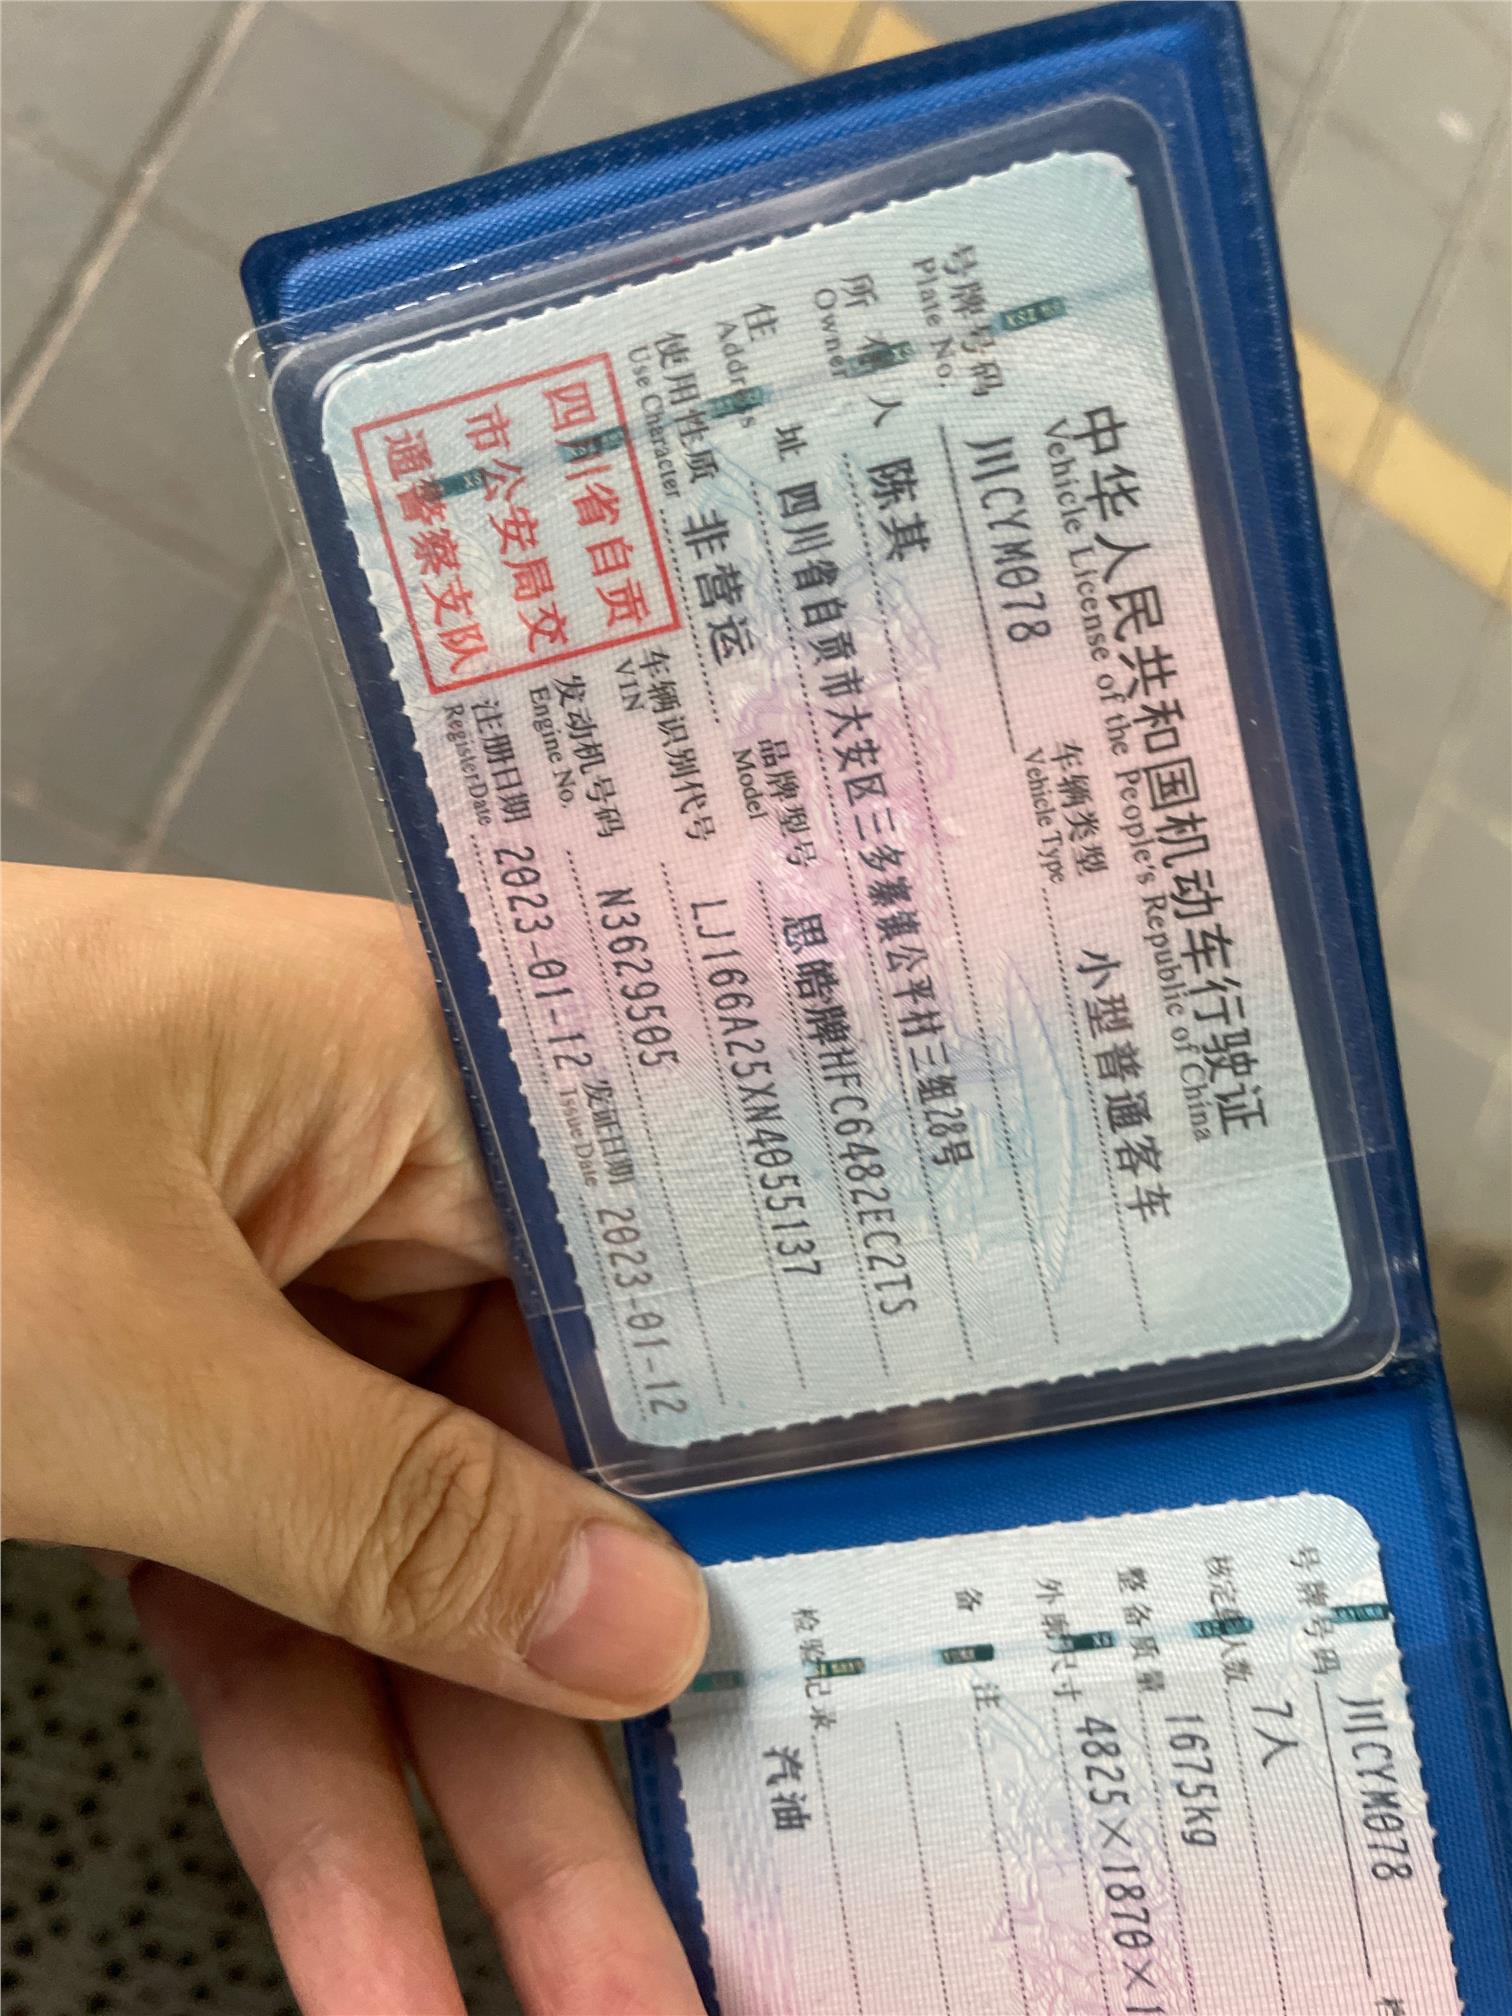 中华人民共和国机动车行驶证
Vehicle License of the People's Republic of China
号牌号码 川CYM078 车辆类型 小型普通客车
Plate No. Vehicle Type
所有人 陈其
Owner
住址 四川省自贡市大安区三多寨镇公平村三组28号
Address
使用性质 非营运 品牌型号 思皓牌HFC6482EC2TS
Use Character Model
车辆识别代号 LJ166A25XN4055137
VIN
发动机号码 N3629505
Engine No.
注册日期 2023-01-12 发证日期 2023-01-12
Register Date Issue Date
四川省自贡
市公安局交
通警察支队
号牌号码 川CYM078
核定载人数 7人
整备质量 1675kg
外廓尺寸 4825×1870×1
备注
检验记录 汽油